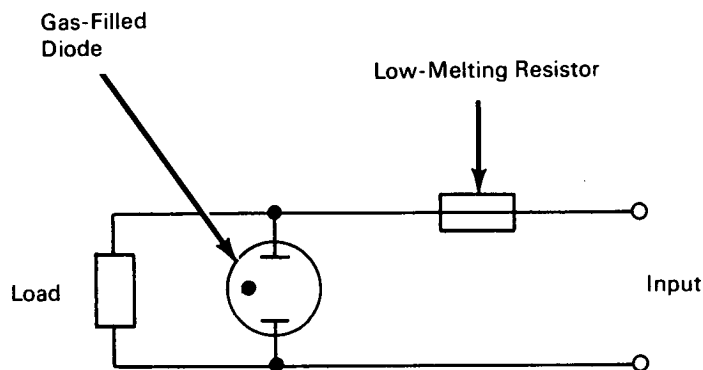 Gas-Filled
Diode
Low-Melting Resistor
Load
Input